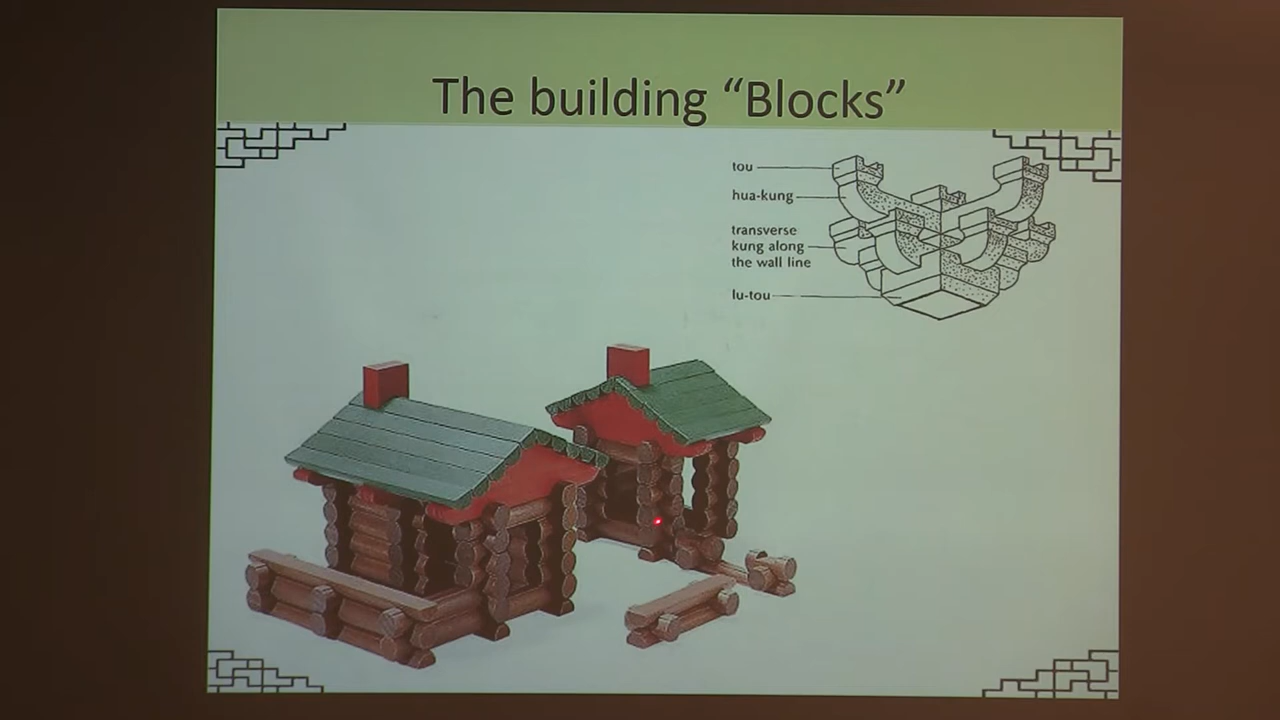 The building “Blocks”
tou
hua-kung
transverse
kung along
the wall line
lu-tou